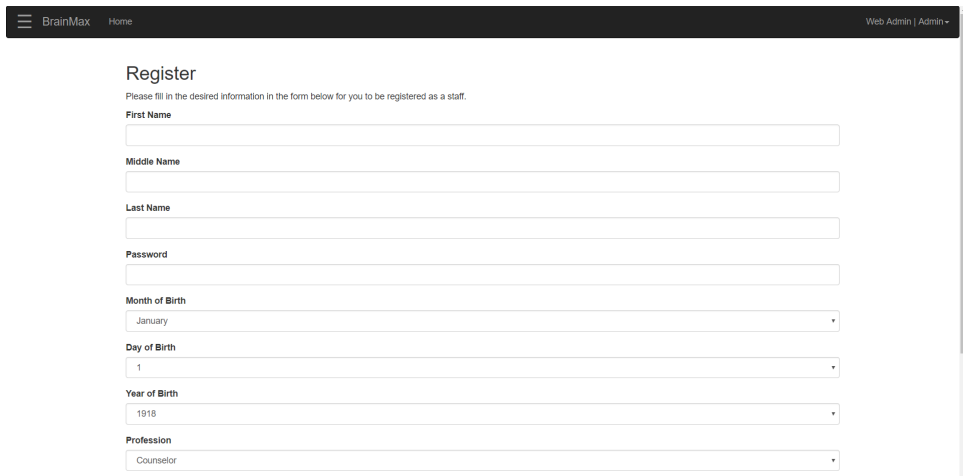 BrainMax Home Web Admin | Admin
Register
Please fill in the desired information in the form below for you to be registered as a staff.
First Name
Middle Name
Last Name
Password
Month of Birth
January
Day of Birth
1
Year of Birth
1918
Profession
Counselor